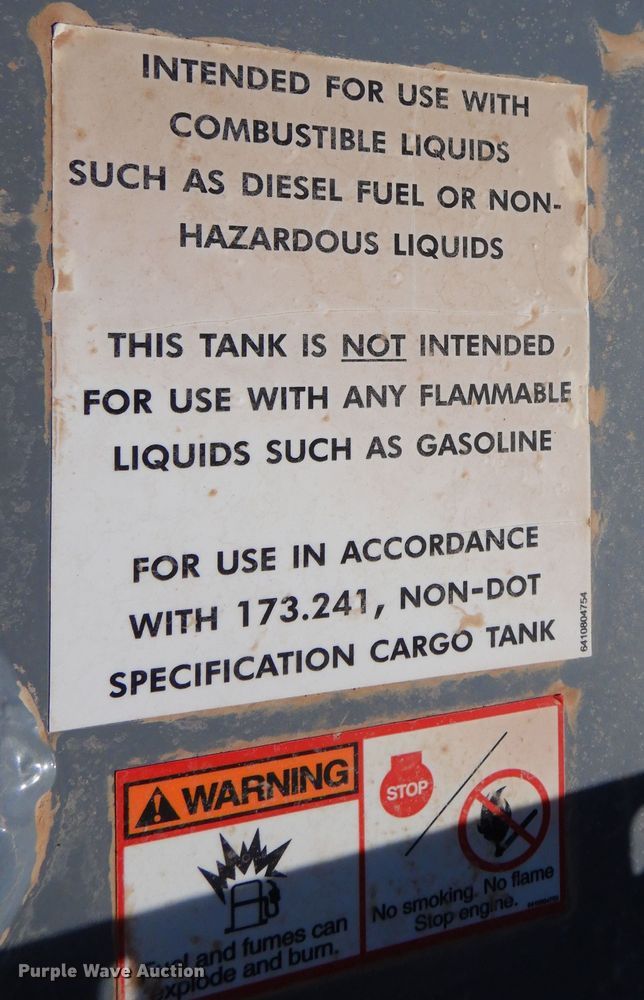 INTENDED FOR USE WITH
COMBUSTIBLE LIQUIDS
SUCH AS DIESEL FUEL OR NON-
HAZARDOUS LIQUIDS
THIS TANK IS NOT INTENDED
FOR USE WITH ANY FLAMMABLE
LIQUIDS SUCH AS GASOLINE
FOR USE IN ACCORDANCE
WITH 173.241, NON-DOT
SPECIFICATION CARGO TANK
6410804754
WARNING
Fuel and fumes can
explode and burn.
STOP
No smoking. No flame
Stop engine.
Purple Wave Auction